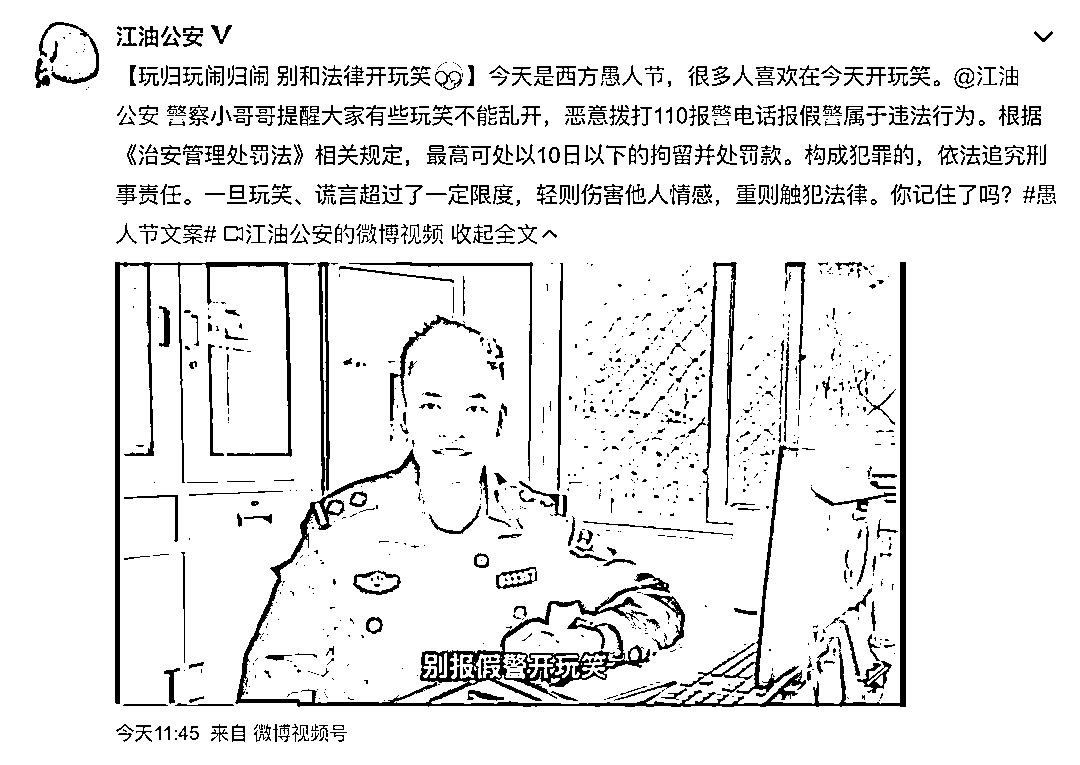 江油公安 V
【玩归玩闹归闹 别和法律开玩笑】今天是西方愚人节，很多人喜欢在今天开玩笑。@江油
公安 警察小哥哥提醒大家有些玩笑不能乱开，恶意拨打110报警电话报假警属于违法行为。根据
《治安管理处罚法》相关规定，最高可处以10日以下的拘留并处罚款。构成犯罪的，依法追究刑
事责任。一旦玩笑、谎言超过了一定限度，轻则伤害他人情感，重则触犯法律。你记住了吗？#愚
人节文案# 江油公安的微博视频 收起全文
别报假警开玩笑
今天11:45 来自 微博视频号